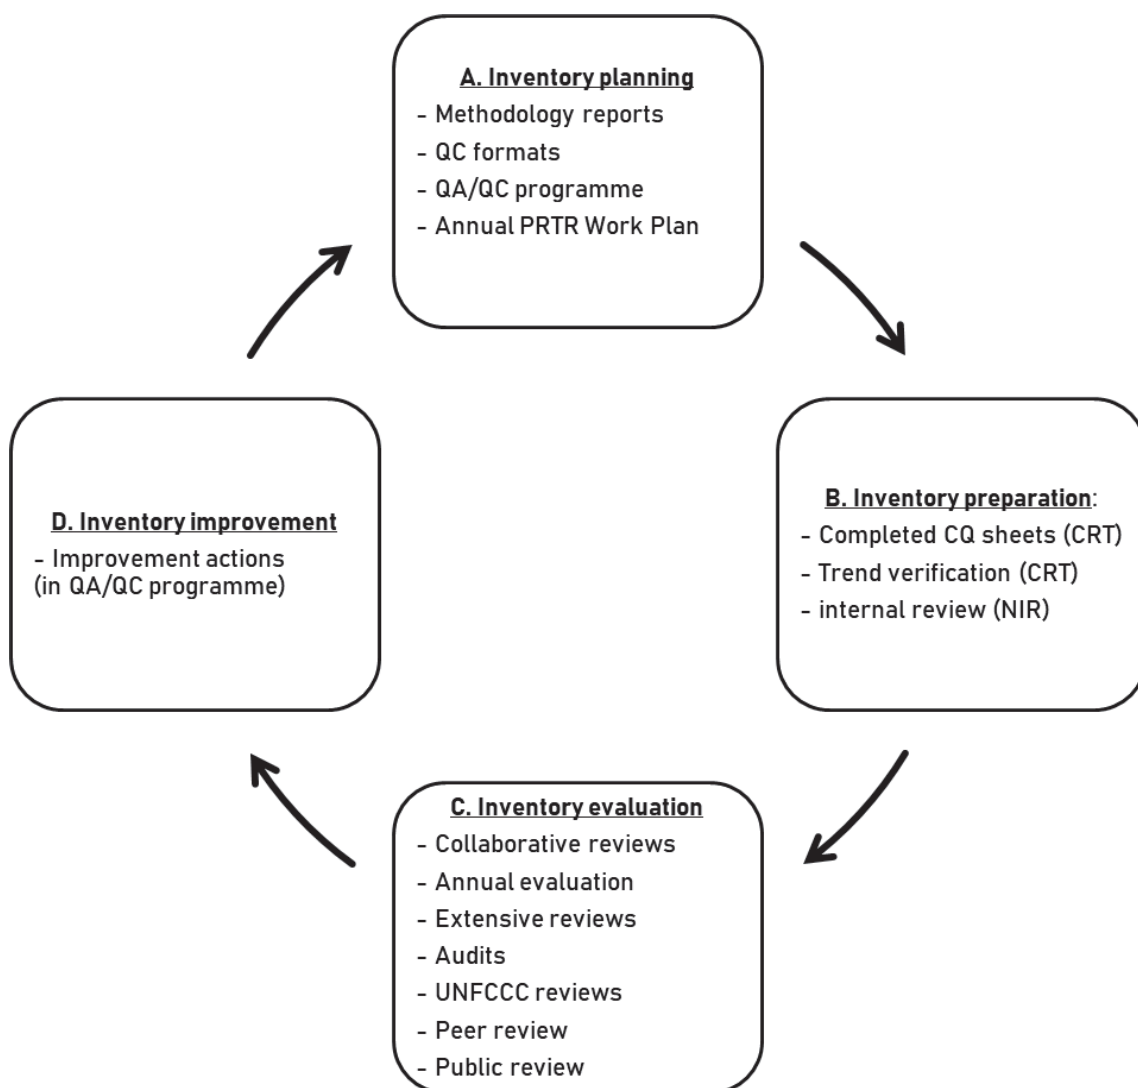 A. Inventory planning
- Methodology reports
- QC formats
- QA/QC programme
- Annual PRTR Work Plan
B. Inventory preparation:
- Completed CQ sheets (CRT)
- Trend verification (CRT)
- internal review (NIR)
C. Inventory evaluation
- Collaborative reviews
- Annual evaluation
- Extensive reviews
- Audits
- UNFCCC reviews
- Peer review
- Public review
D. Inventory improvement
- Improvement actions
(in QA/QC programme)